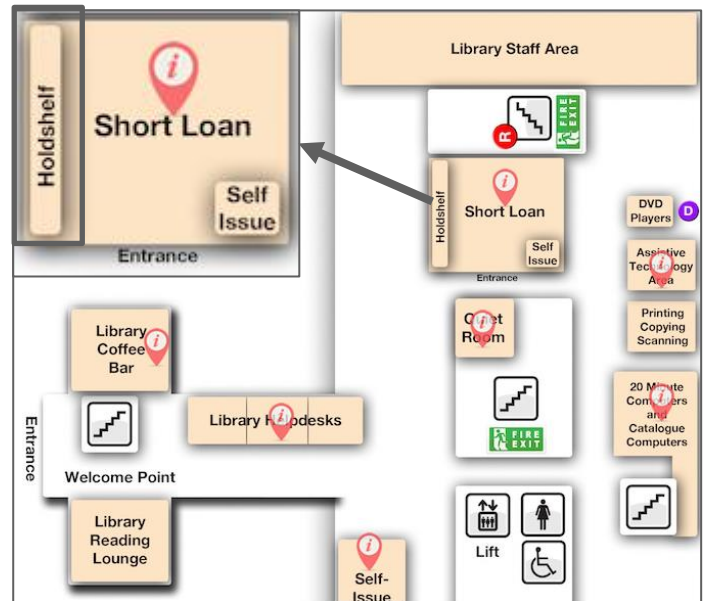 Holdshelf
i
Short Loan
Self
Issue
Entrance
Library Staff Area
R
FIRE
EXIT
Holdshelf
i
Short Loan
Self
Issue
Entrance
DVD
Players
D
Assistive
Technology
Area
i
Printing
Copying
Scanning
20 Minute
Computers
and
Catalogue
Computers
i
Quiet
Room
i
FIRE
EXIT
Library
Coffee
Bar
i
Entrance
Library Helpdesks
i
Welcome Point
Library
Reading
Lounge
Lift
i
Self-
Issue